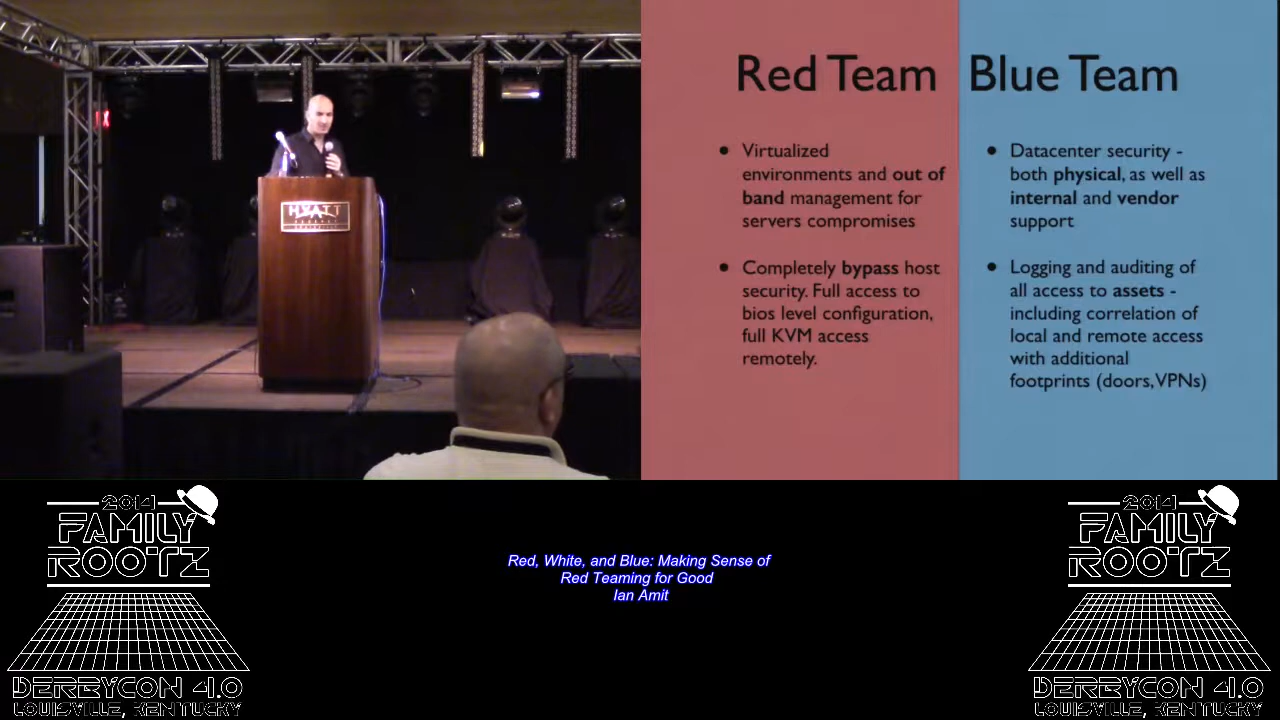 HYATT
Red Team
Blue Team
• Virtualized
environments and out of
band management for
servers compromises
• Completely bypass host
security. Full access to
bios level configuration,
full KVM access
remotely.
• Datacenter security -
both physical, as well as
internal and vendor
support
• Logging and auditing of
all access to assets -
including correlation of
local and remote access
with additional
footprints (doors, VPNs)
2014
FAMILY
ROOTZ
DERBYCON 4.0
LOUISVILLE, KENTUCKY
Red, White, and Blue: Making Sense of
Red Teaming for Good
Ian Amit
2014
FAMILY
ROOTZ
DERBYCON 4.0
LOUISVILLE, KENTUCKY